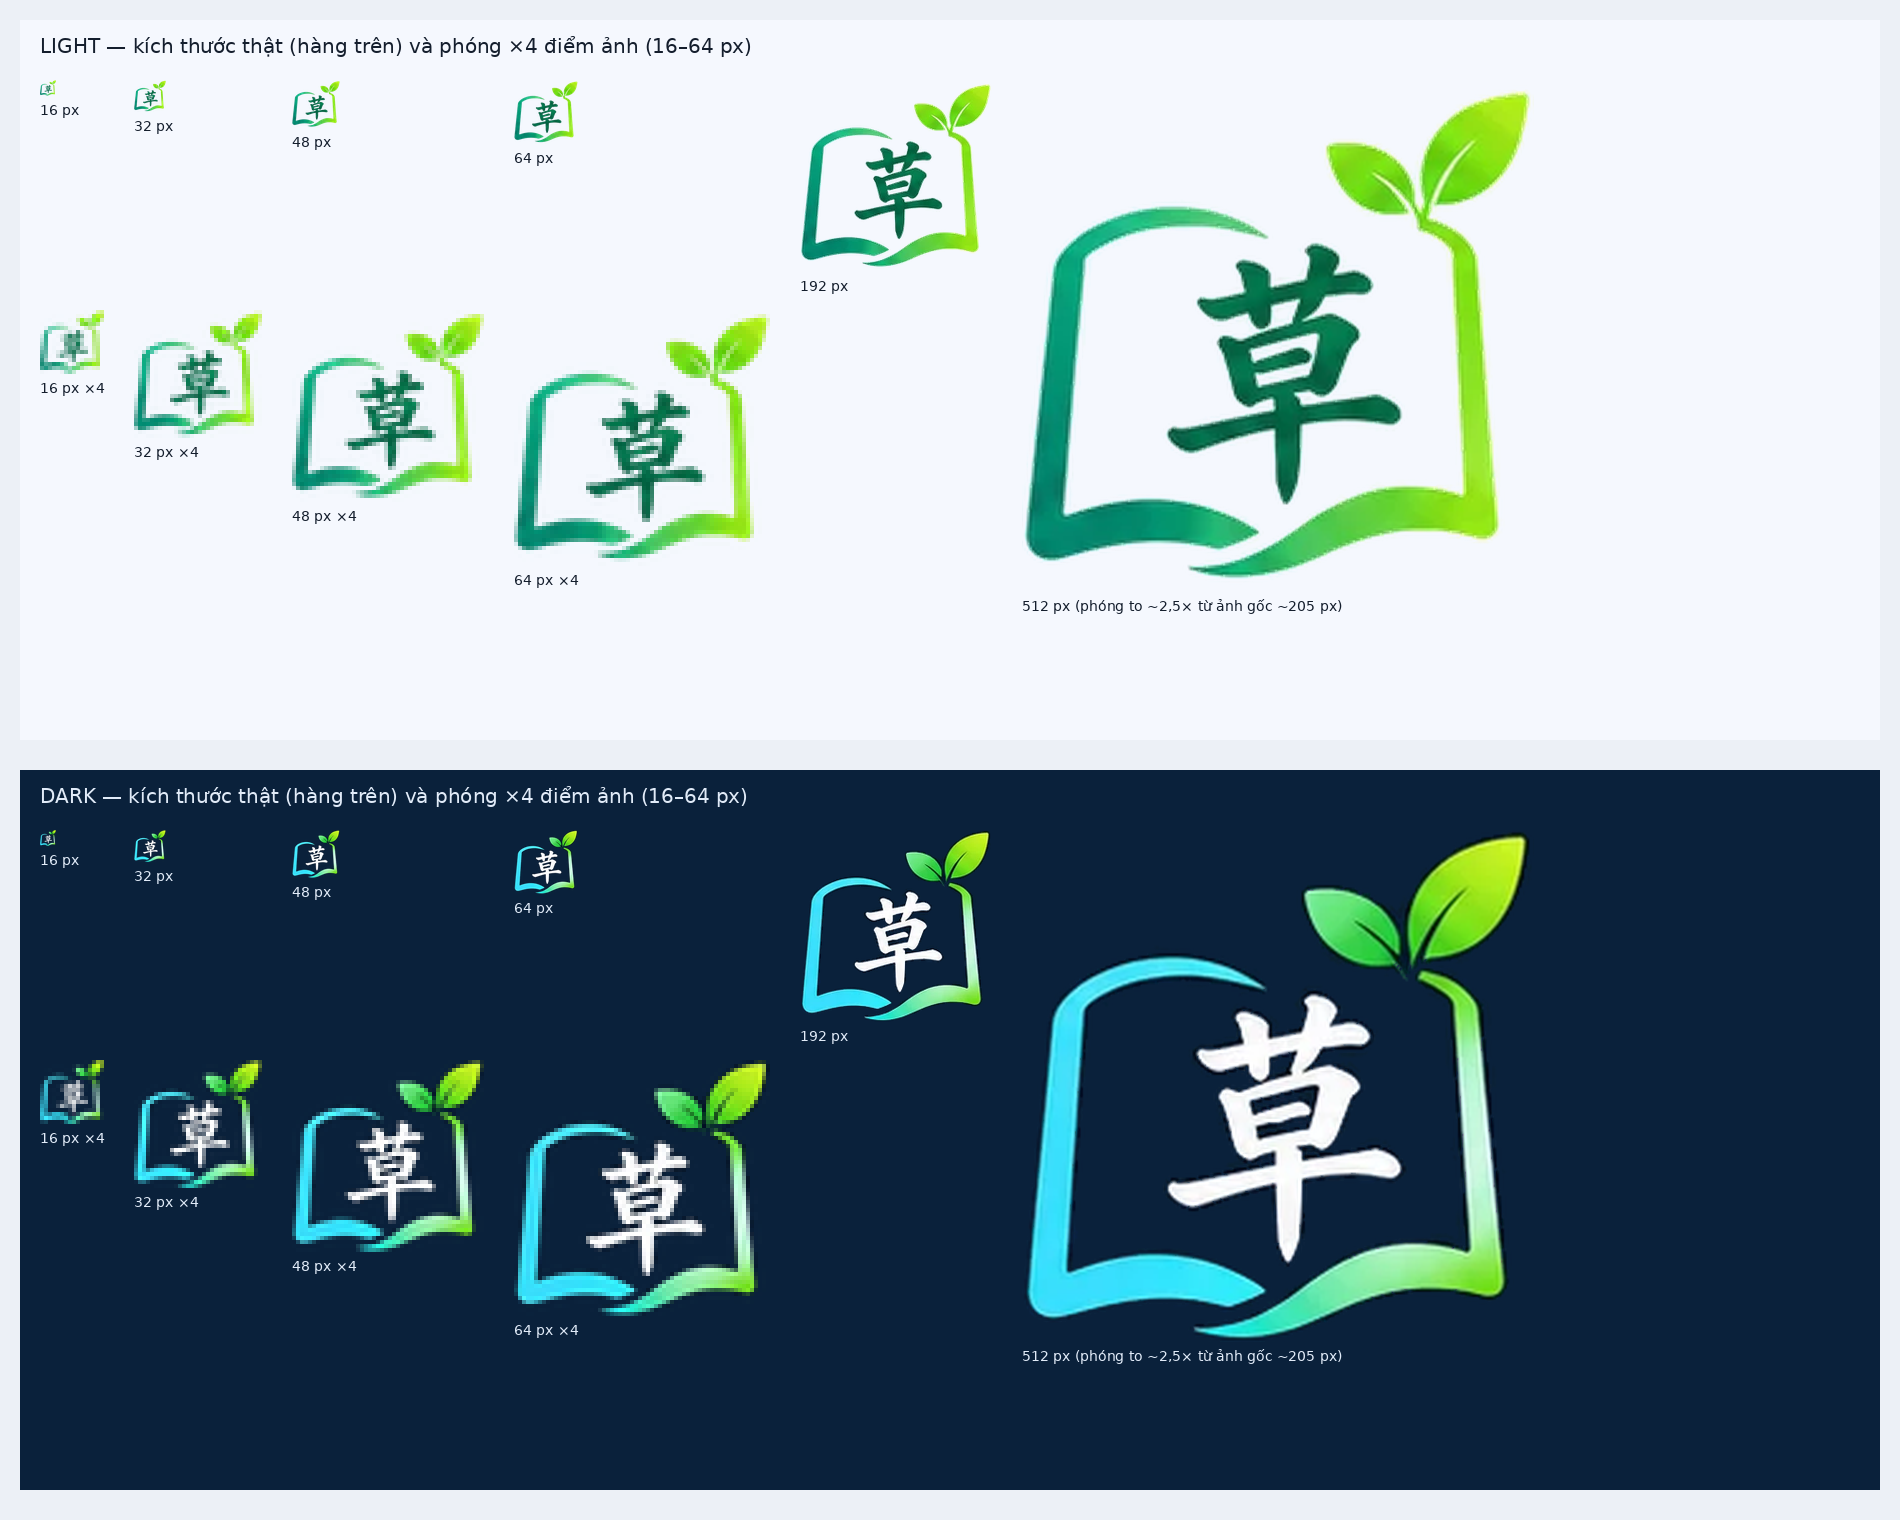 LIGHT — kích thước thật (hàng trên) và phóng ×4 điểm ảnh (16–64 px)
草 草 草 草 草 草
16 px 32 px 48 px 64 px 192 px
草 草 草 草
16 px ×4 32 px ×4 48 px ×4 64 px ×4 512 px (phóng to ~2,5× từ ảnh gốc ~205 px)
DARK — kích thước thật (hàng trên) và phóng ×4 điểm ảnh (16–64 px)
草 草 草 草 草 草
16 px 32 px 48 px 64 px 192 px
草 草 草 草
16 px ×4 32 px ×4 48 px ×4 64 px ×4 512 px (phóng to ~2,5× từ ảnh gốc ~205 px)